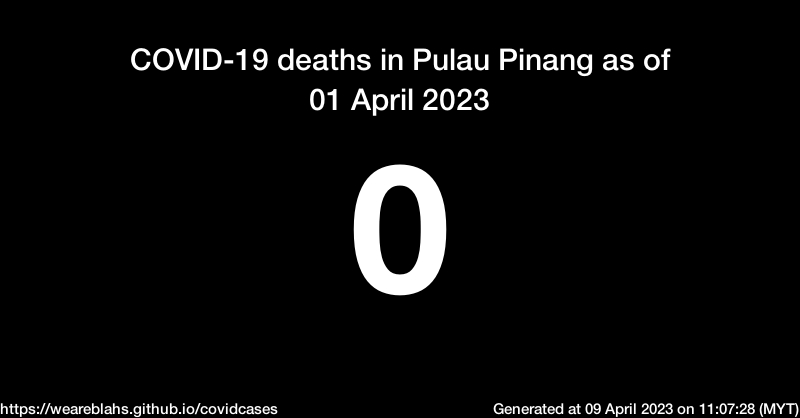 COVID-19 deaths in Pulau Pinang as of
01 April 2023
0
https://weareblahs.github.io/covidcases
Generated at 09 April 2023 on 11:07:28 (MYT)